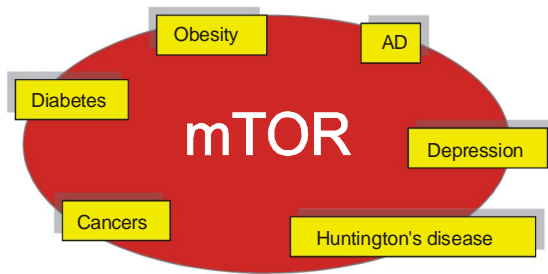 Obesity
AD
Diabetes
mTOR
Depression
Cancers
Huntington's disease